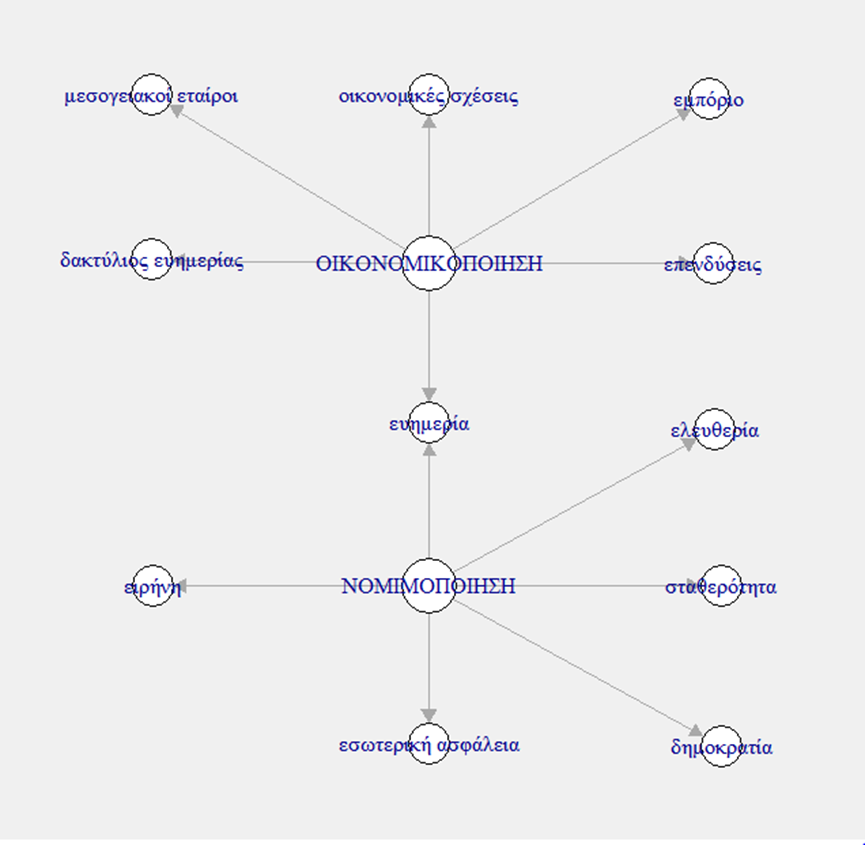 μεσογειακοί εταίροι
οικονομικές σχέσεις
εμπόριο
δακτύλιος ευημερίας
ΟΙΚΟΝΟΜΙΚΟΠΟΙΗΣΗ
επενδύσεις
ευημερία
ελευθερία
ειρήνη
ΝΟΜΙΜΟΠΟΙΗΣΗ
σταθερότητα
εσωτερική ασφάλεια
δημοκρατία